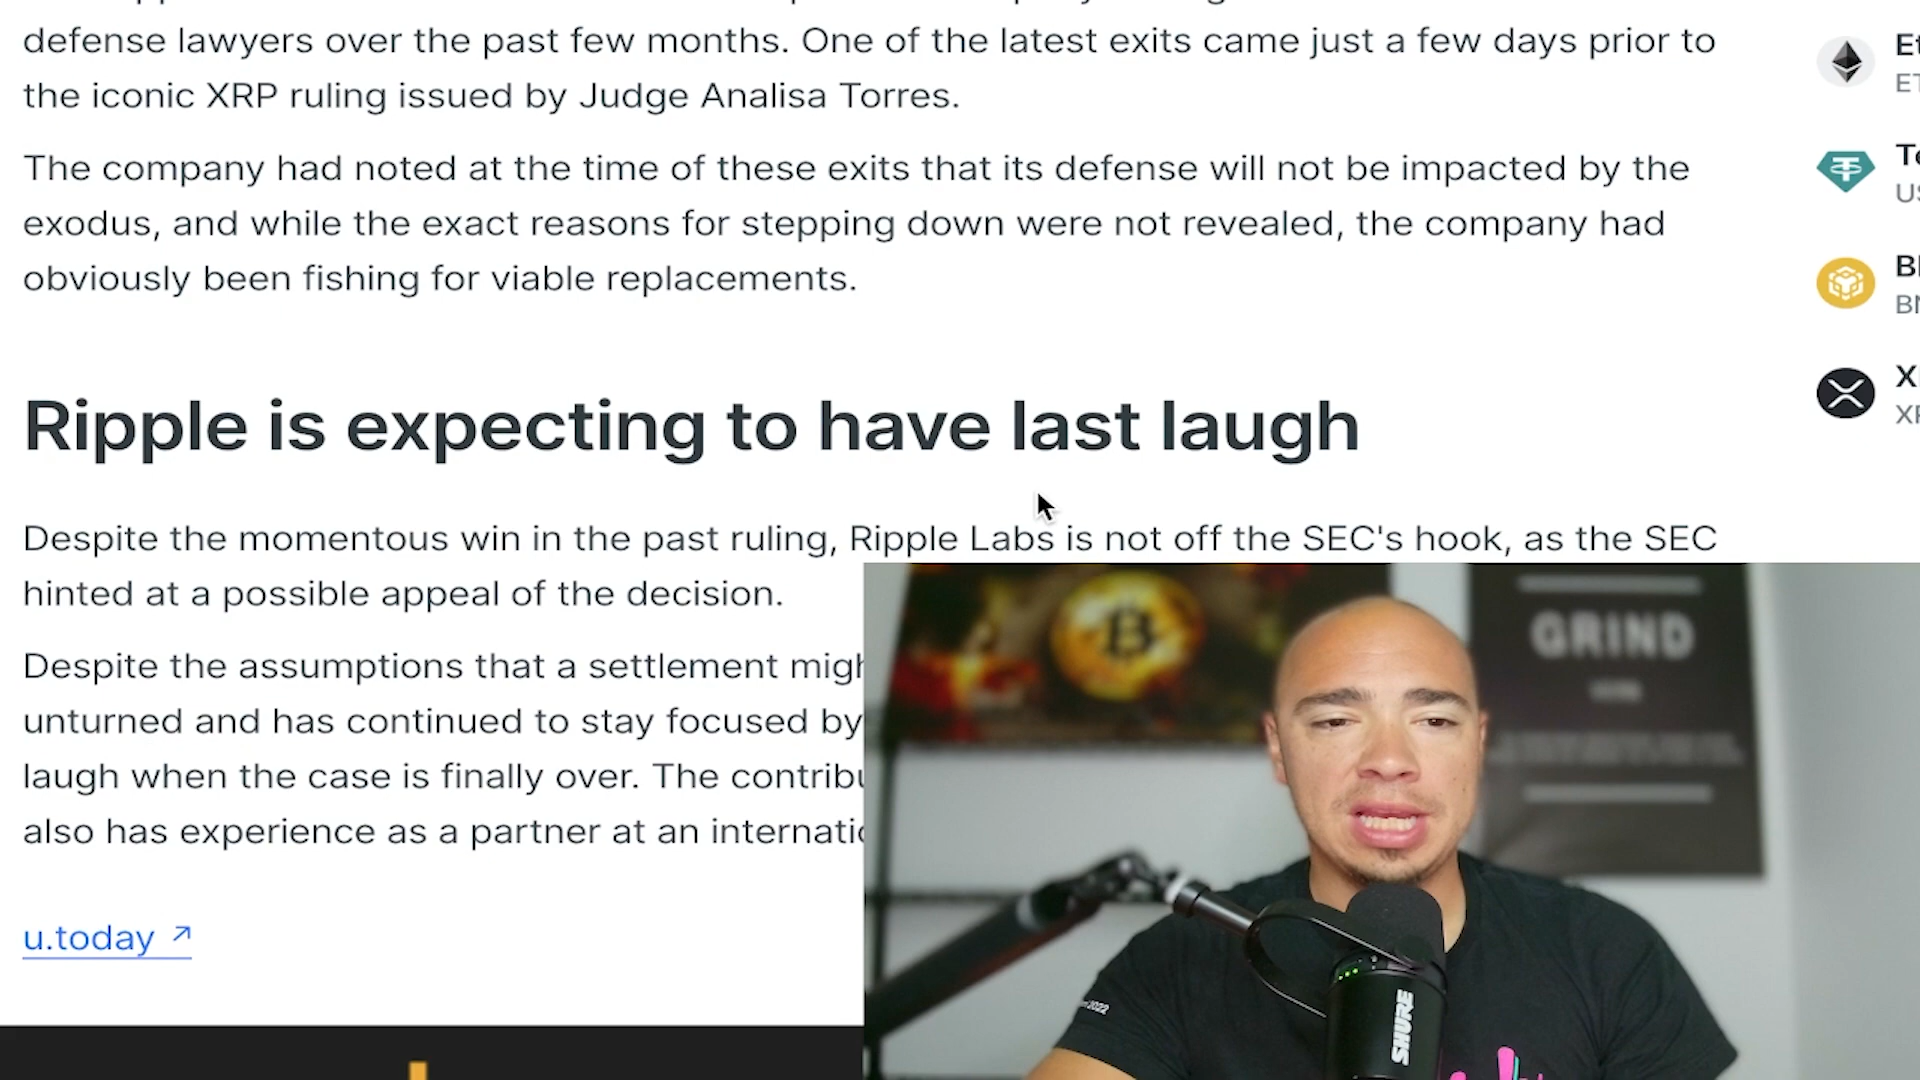 defense lawyers over the past few months. One of the latest exits came just a few days prior to
the iconic XRP ruling issued by Judge Analisa Torres.
The company had noted at the time of these exits that its defense will not be impacted by the
exodus, and while the exact reasons for stepping down were not revealed, the company had
obviously been fishing for viable replacements.
Ripple is expecting to have last laugh
Despite the momentous win in the past ruling, Ripple Labs is not off the SEC's hook, as the SEC
hinted at a possible appeal of the decision.
Despite the assumptions that a settlement
unturned and has continued to stay focused by
laugh when the case is finally over. The
also has experience as a partner at an
u.today ↗
GRIND
SHURE